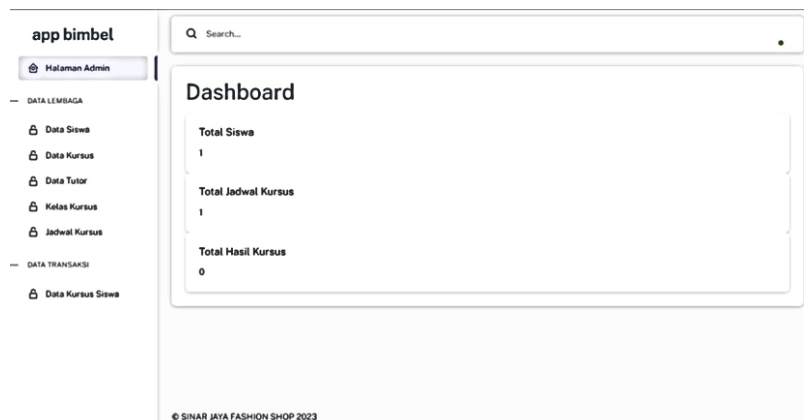 app bimbel
Halaman Admin
DATA LEMBAGA
Data Siswa
Data Kursus
Data Tutor
Kelas Kursus
Jadwal Kursus
DATA TRANSAKSI
Data Kursus Siswa
Search...
Dashboard
Total Siswa
1
Total Jadwal Kursus
1
Total Hasil Kursus
0
© SINAR JAYA FASHION SHOP 2023